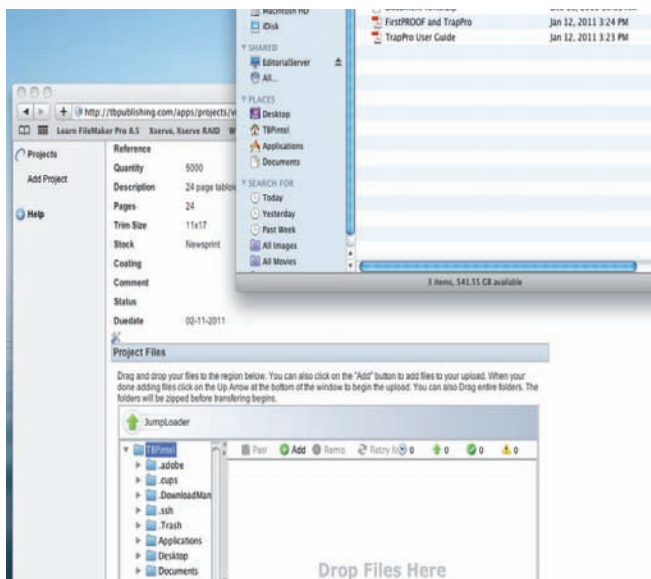 Macintosh HD
iDisk
FirstPROOF and TrapPro Jan 12, 2011 3:24 PM
TrapPro User Guide Jan 12, 2011 3:23 PM
SHARED
EditorialServer
All...
PLACES
Desktop
TBPintel
Applications
Documents
SEARCH FOR
Today
Yesterday
Past Week
All Images
All Movies
3 items, 541.55 GB available
http://tbpublishing.com/apps/projects/vi
Learn FileMaker Pro 8.5 Xserve, Xserve RAID W
Projects
Add Project
Help
Reference
Quantity 5000
Description 24 page tabloi
Pages 24
Trim Size 11x17
Stock Newsprint
Coating
Comment
Status
Duedate 02-11-2011
Project Files
Drag and drop your files to the region below. You can also click on the "Add" button to add files to your upload. When your
done adding files click on the Up Arrow at the bottom of the window to begin the upload. You can also Drag entire folders. The
folders will be zipped before transfering begins.
JumpLoader
TBPintel
.adobe
.cups
.DownloadMan
.ssh
.Trash
Applications
Desktop
Documents
Add Remo Retry 0 0 0 0
Drop Files Here